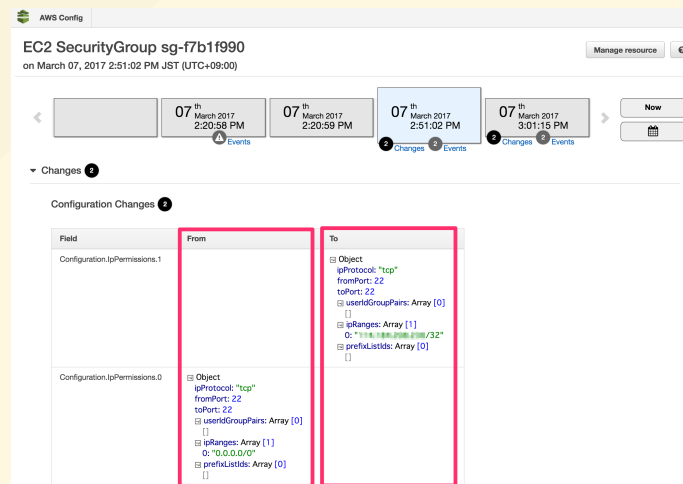 AWS Config
EC2 SecurityGroup sg-f7b1f990
on March 07, 2017 2:51:02 PM JST (UTC+09:00)
Manage resource
07 th March 2017 2:20:58 PM
Events
07 th March 2017 2:20:59 PM
07 th March 2017 2:51:02 PM
2 Changes 2 Events
07 th March 2017 3:01:15 PM
2 Changes 2 Events
Now
Changes 2
Configuration Changes 2
Field From To
Configuration.IpPermissions.1
Object
ipProtocol: "tcp"
fromPort: 22
toPort: 22
userIdGroupPairs: Array [0]
[]
ipRanges: Array [1]
0: " /32"
prefixListIds: Array [0]
[]
Configuration.IpPermissions.0
Object
ipProtocol: "tcp"
fromPort: 22
toPort: 22
userIdGroupPairs: Array [0]
[]
ipRanges: Array [1]
0: "0.0.0.0/0"
prefixListIds: Array [0]
[]